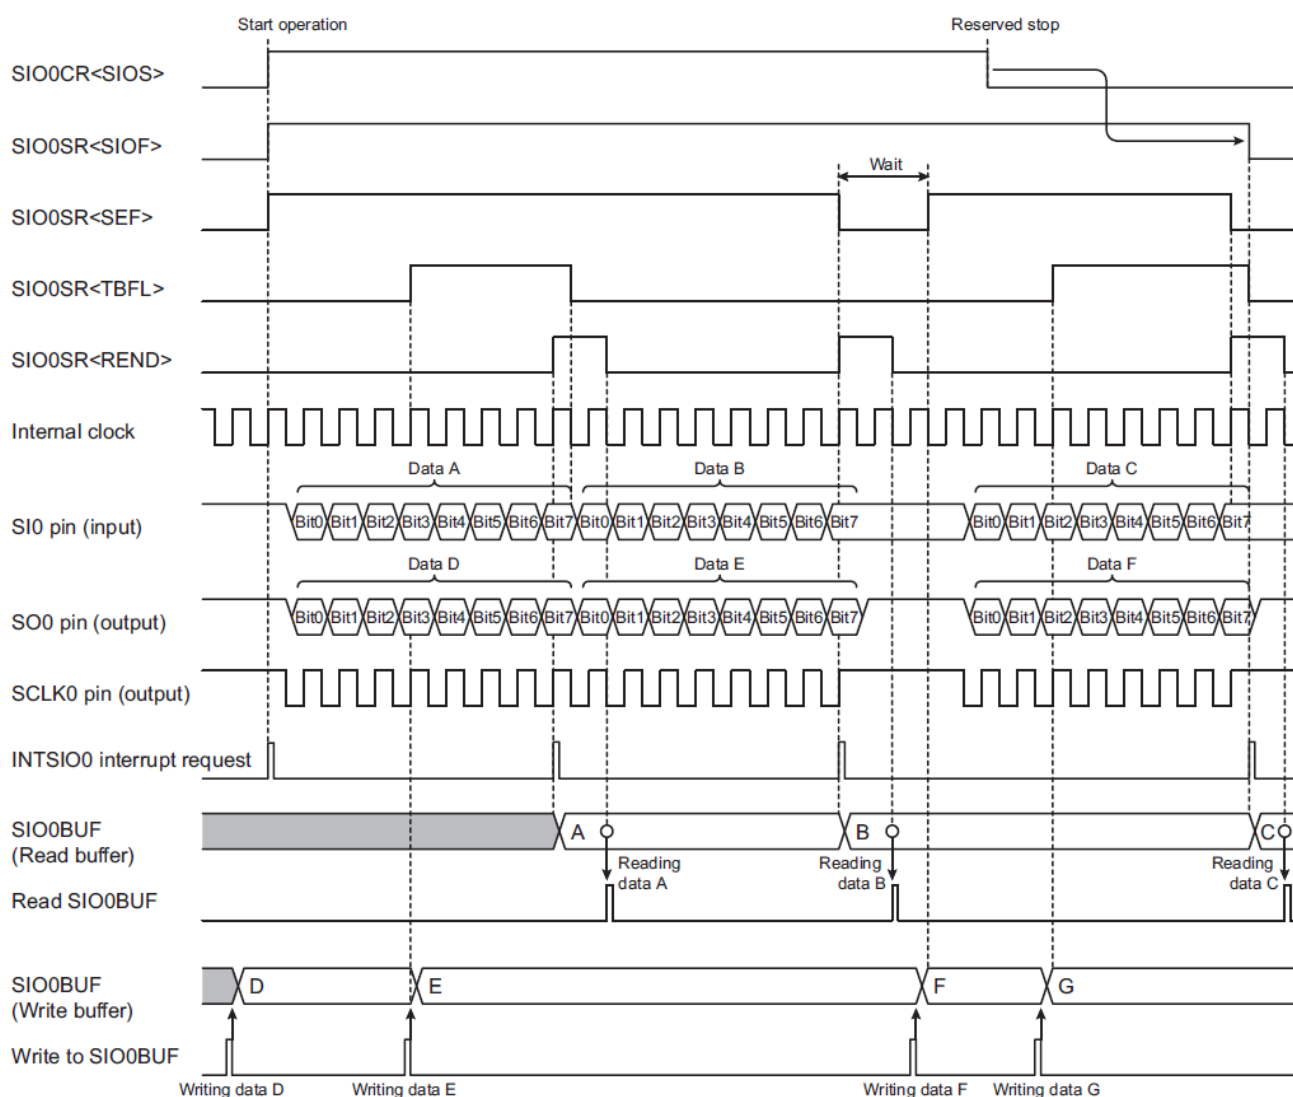 Start operation
Reserved stop
SIO0CR<SIOS>
SIO0SR<SIOF>
Wait
SIO0SR<SEF>
SIO0SR<TBFL>
SIO0SR<REND>
Internal clock
Data A
Data B
Data C
SI0 pin (input)
Bit0 Bit1 Bit2 Bit3 Bit4 Bit5 Bit6 Bit7 Bit0 Bit1 Bit2 Bit3 Bit4 Bit5 Bit6 Bit7 Bit0 Bit1 Bit2 Bit3 Bit4 Bit5 Bit6 Bit7
Data D
Data E
Data F
SO0 pin (output)
Bit0 Bit1 Bit2 Bit3 Bit4 Bit5 Bit6 Bit7 Bit0 Bit1 Bit2 Bit3 Bit4 Bit5 Bit6 Bit7 Bit0 Bit1 Bit2 Bit3 Bit4 Bit5 Bit6 Bit7
SCLK0 pin (output)
INTSIO0 interrupt request
SIO0BUF
(Read buffer)
A
B
C
Reading
data A
Reading
data B
Reading
data C
Read SIO0BUF
SIO0BUF
(Write buffer)
D
E
F
G
Write to SIO0BUF
Writing data D
Writing data E
Writing data F
Writing data G